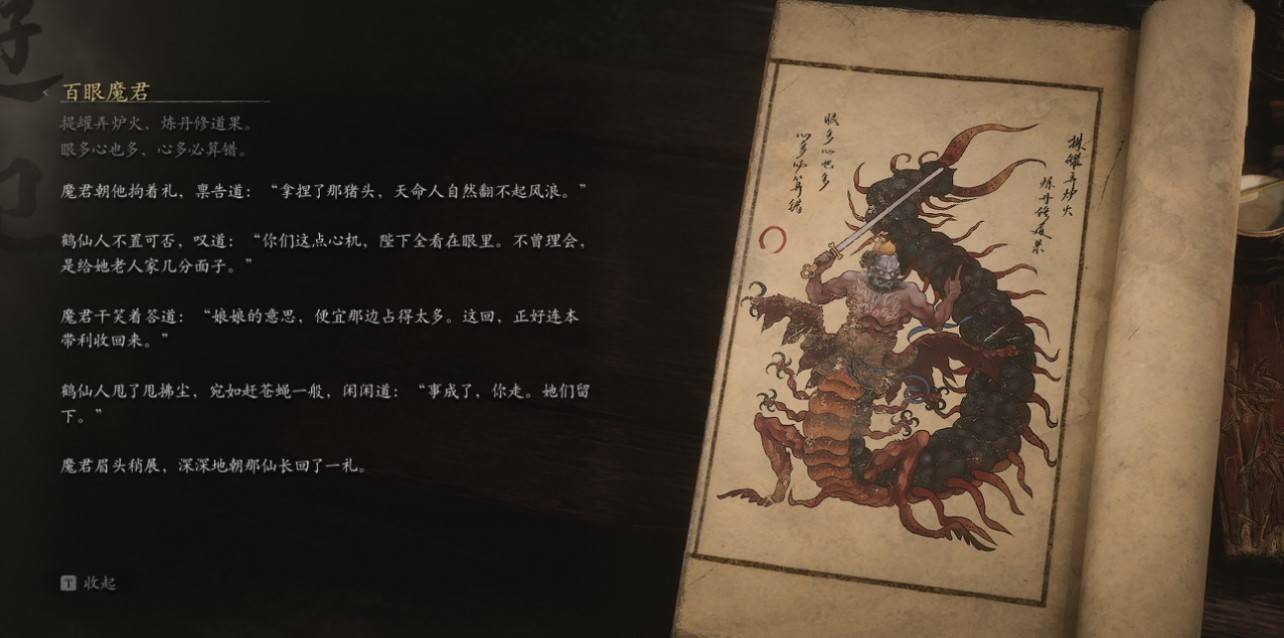 百眼魔君
提罐弄炉火，炼丹修道果。
眼多心也多，心多必算错。
魔君朝他拘着礼，禀告道：“拿捏了那猪头，天命人自然翻不起风浪。”
鹤仙人不置可否，叹道：“你们这点心机，陛下全看在眼里。不曾理会，
是给她老人家几分面子。”
魔君干笑着答道：“娘娘的意思，便宜那边占得太多。这回，正好连本
带利收回来。”
鹤仙人甩了甩拂尘，宛如赶苍蝇一般，闲闲道：“事成了，你走。她们留
下。”
魔君眉头稍展，深深地朝那仙长回了一礼。
T 收起
提罐弄炉火
炼丹修道果
眼多心也多
心多必算错